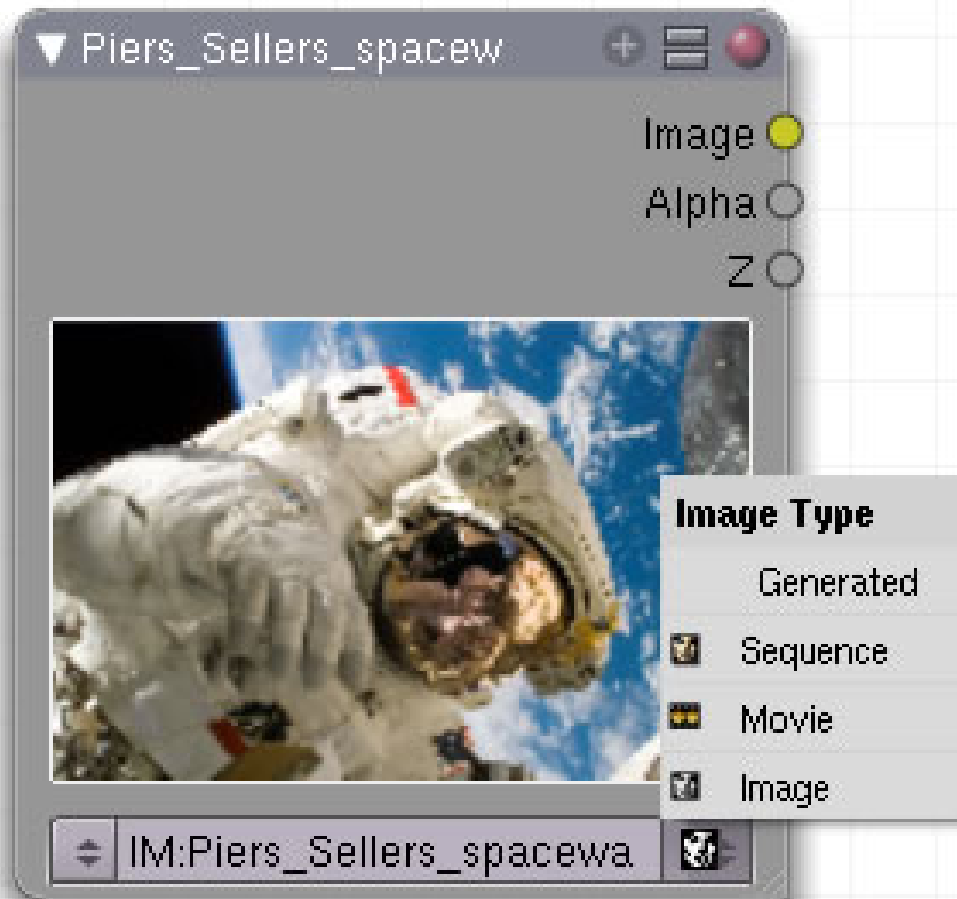 Piers_Sellers_spacew
Image
Alpha
Z
Image Type
Generated
Sequence
Movie
Image
IM:Piers_Sellers_spacewa